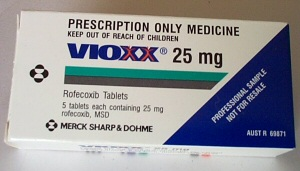 PRESCRIPTION ONLY MEDICINE
KEEP OUT OF REACH OF CHILDREN
VIOXX® 25 mg
Rofecoxib Tablets
5 tablets each containing 25 mg
rofecoxib, MSD
PROFESSIONAL SAMPLE
NOT FOR RESALE
MERCK SHARP & DOHME
AUST R 69871